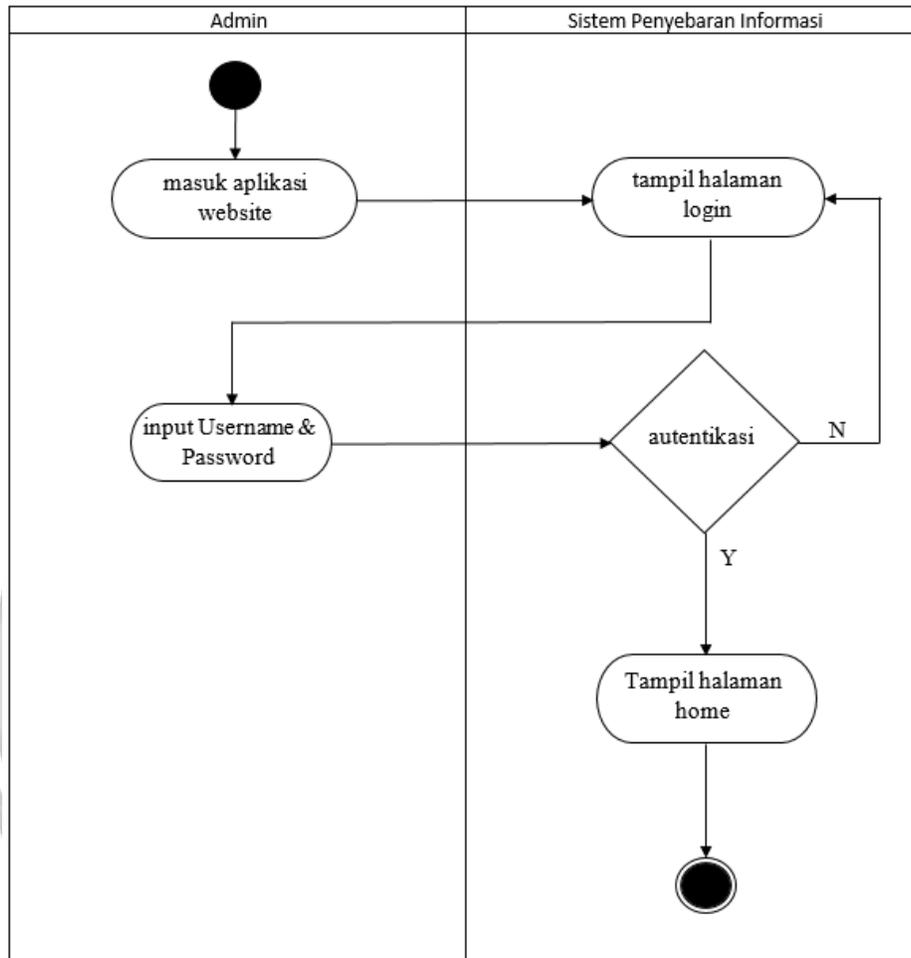 Admin
Sistem Penyebaran Informasi
masuk aplikasi
website
tampil halaman
login
input Username &
Password
autentikasi
N
Y
Tampil halaman
home